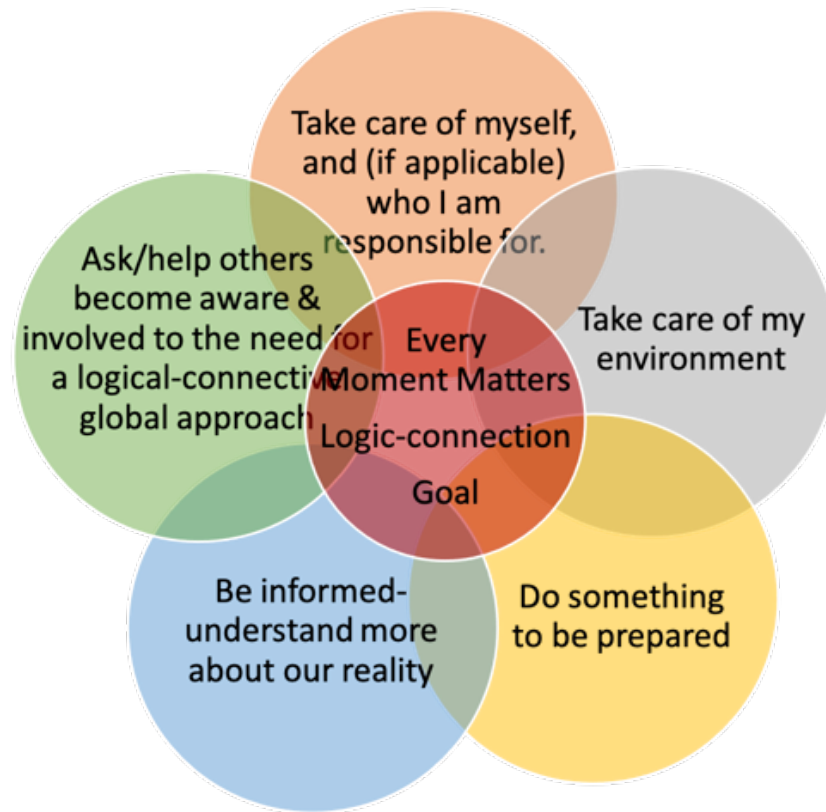 Take care of myself,
and (if applicable)
who I am
responsible for.
Ask/help others
become aware &
involved to the need for
a logical-connective
global approach
Take care of my
environment
Every
Moment Matters
Logic-connection
Goal
Be informed-
understand more
about our reality
Do something
to be prepared